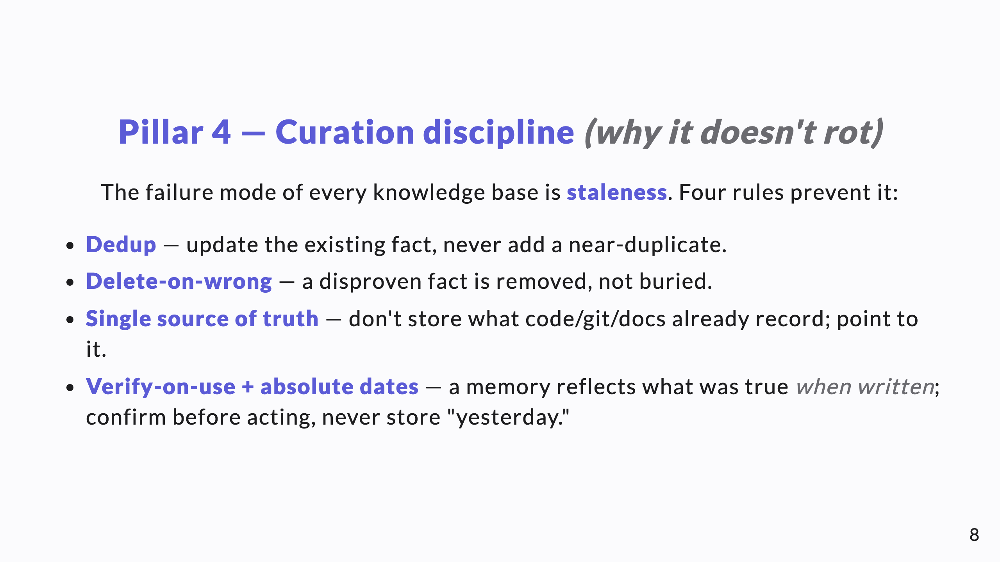 Pillar 4 — Curation discipline (why it doesn't rot)
The failure mode of every knowledge base is staleness. Four rules prevent it:
• Dedup — update the existing fact, never add a near-duplicate.
• Delete-on-wrong — a disproven fact is removed, not buried.
• Single source of truth — don't store what code/git/docs already record; point to
it.
• Verify-on-use + absolute dates — a memory reflects what was true when written;
confirm before acting, never store "yesterday."
8